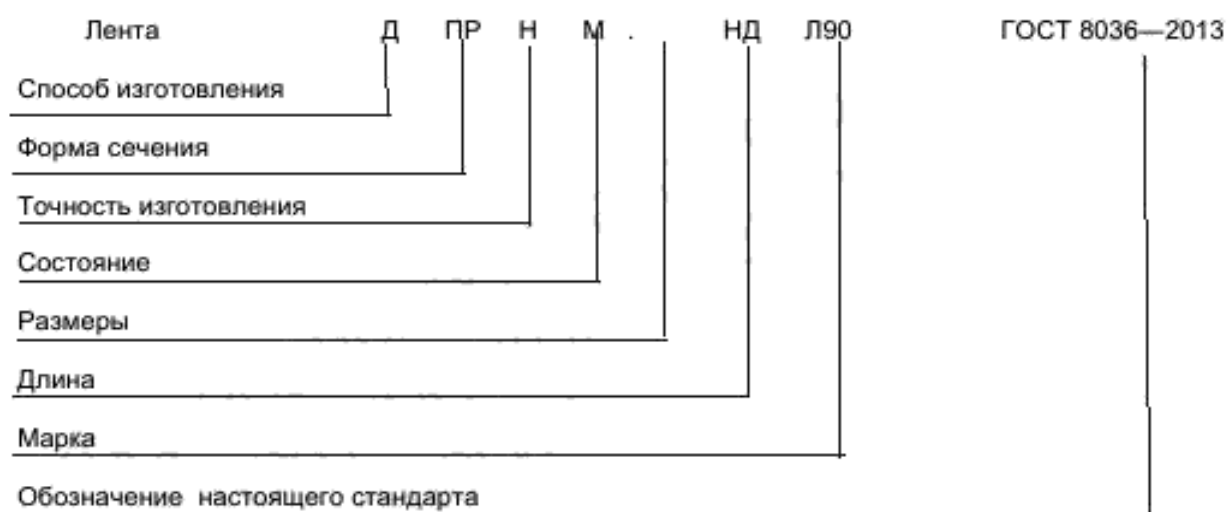 Лента Д ПР Н М . НД Л90 ГОСТ 8036—2013
Способ изготовления
Форма сечения
Точность изготовления
Состояние
Размеры
Длина
Марка
Обозначение настоящего стандарта